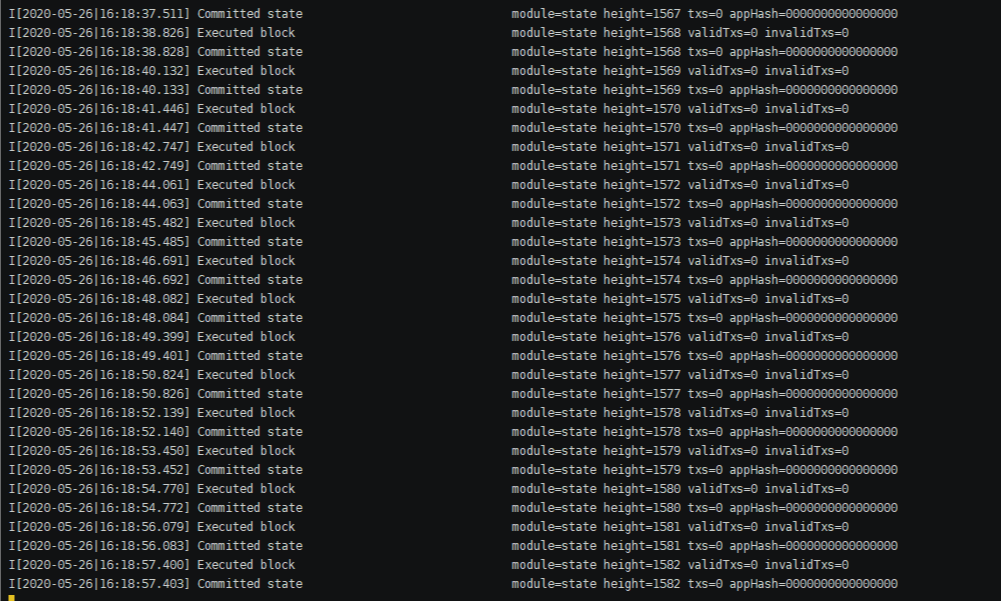 I[2020-05-26|16:18:37.511] Committed state module=state height=1567 txs=0 appHash=0000000000000000
I[2020-05-26|16:18:38.826] Executed block module=state height=1568 validTxs=0 invalidTxs=0
I[2020-05-26|16:18:38.828] Committed state module=state height=1568 txs=0 appHash=0000000000000000
I[2020-05-26|16:18:40.132] Executed block module=state height=1569 validTxs=0 invalidTxs=0
I[2020-05-26|16:18:40.133] Committed state module=state height=1569 txs=0 appHash=0000000000000000
I[2020-05-26|16:18:41.446] Executed block module=state height=1570 validTxs=0 invalidTxs=0
I[2020-05-26|16:18:41.447] Committed state module=state height=1570 txs=0 appHash=0000000000000000
I[2020-05-26|16:18:42.747] Executed block module=state height=1571 validTxs=0 invalidTxs=0
I[2020-05-26|16:18:42.749] Committed state module=state height=1571 txs=0 appHash=0000000000000000
I[2020-05-26|16:18:44.061] Executed block module=state height=1572 validTxs=0 invalidTxs=0
I[2020-05-26|16:18:44.063] Committed state module=state height=1572 txs=0 appHash=0000000000000000
I[2020-05-26|16:18:45.482] Executed block module=state height=1573 validTxs=0 invalidTxs=0
I[2020-05-26|16:18:45.485] Committed state module=state height=1573 txs=0 appHash=0000000000000000
I[2020-05-26|16:18:46.691] Executed block module=state height=1574 validTxs=0 invalidTxs=0
I[2020-05-26|16:18:46.692] Committed state module=state height=1574 txs=0 appHash=0000000000000000
I[2020-05-26|16:18:48.082] Executed block module=state height=1575 validTxs=0 invalidTxs=0
I[2020-05-26|16:18:48.084] Committed state module=state height=1575 txs=0 appHash=0000000000000000
I[2020-05-26|16:18:49.399] Executed block module=state height=1576 validTxs=0 invalidTxs=0
I[2020-05-26|16:18:49.401] Committed state module=state height=1576 txs=0 appHash=0000000000000000
I[2020-05-26|16:18:50.824] Executed block module=state height=1577 validTxs=0 invalidTxs=0
I[2020-05-26|16:18:50.826] Committed state module=state height=1577 txs=0 appHash=0000000000000000
I[2020-05-26|16:18:52.139] Executed block module=state height=1578 validTxs=0 invalidTxs=0
I[2020-05-26|16:18:52.140] Committed state module=state height=1578 txs=0 appHash=0000000000000000
I[2020-05-26|16:18:53.450] Executed block module=state height=1579 validTxs=0 invalidTxs=0
I[2020-05-26|16:18:53.452] Committed state module=state height=1579 txs=0 appHash=0000000000000000
I[2020-05-26|16:18:54.770] Executed block module=state height=1580 validTxs=0 invalidTxs=0
I[2020-05-26|16:18:54.772] Committed state module=state height=1580 txs=0 appHash=0000000000000000
I[2020-05-26|16:18:56.079] Executed block module=state height=1581 validTxs=0 invalidTxs=0
I[2020-05-26|16:18:56.083] Committed state module=state height=1581 txs=0 appHash=0000000000000000
I[2020-05-26|16:18:57.400] Executed block module=state height=1582 validTxs=0 invalidTxs=0
I[2020-05-26|16:18:57.403] Committed state module=state height=1582 txs=0 appHash=0000000000000000